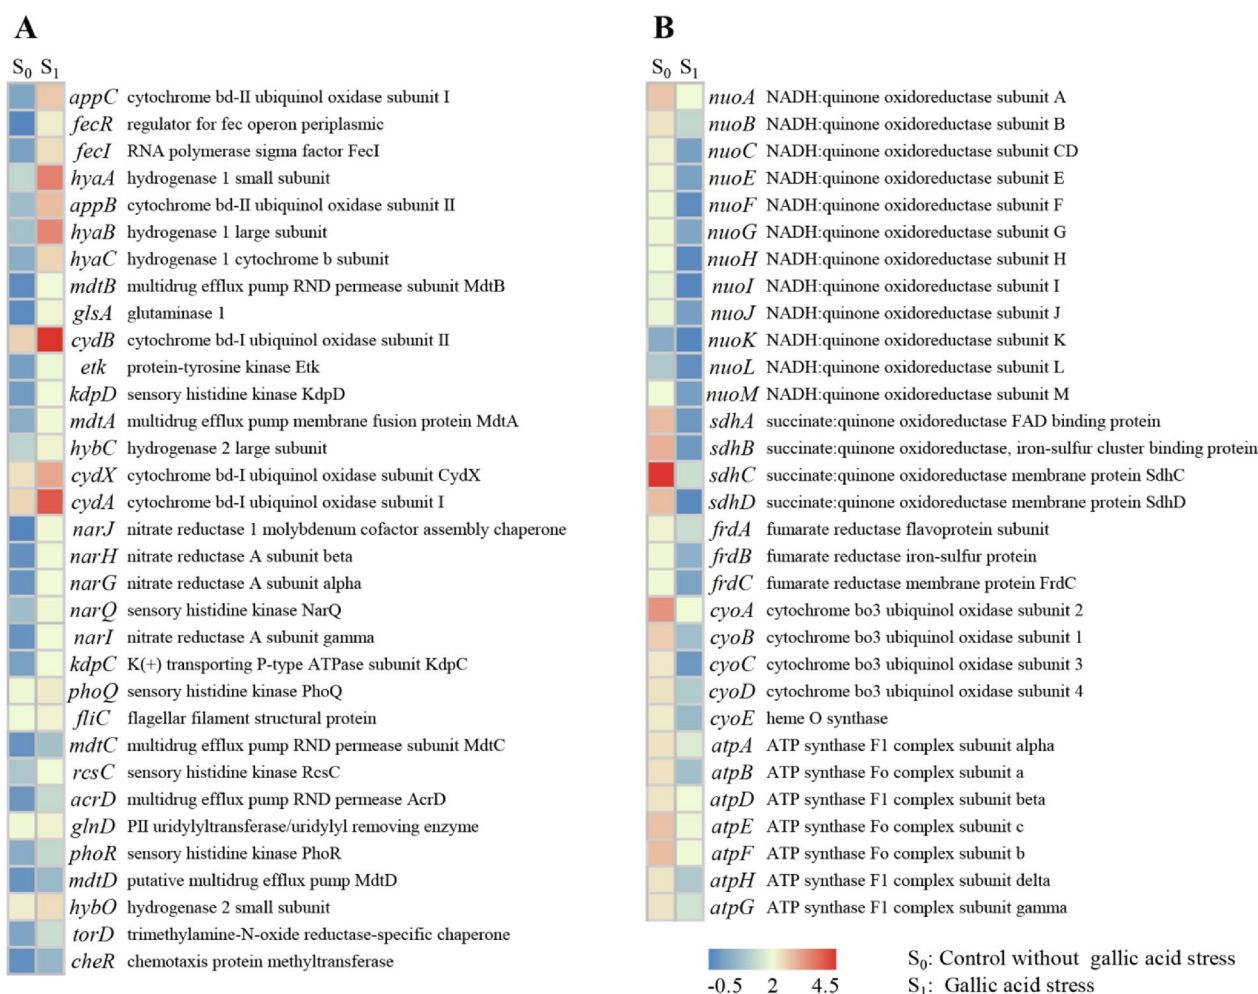 A
S0 S1
appC cytochrome bd-II ubiquinol oxidase subunit I
fecR regulator for fec operon periplasmic
fecI RNA polymerase sigma factor FecI
hyaA hydrogenase 1 small subunit
appB cytochrome bd-II ubiquinol oxidase subunit II
hyaB hydrogenase 1 large subunit
hyaC hydrogenase 1 cytochrome b subunit
mdtB multidrug efflux pump RND permease subunit MdtB
glsA glutaminase 1
cydB cytochrome bd-I ubiquinol oxidase subunit II
etk protein-tyrosine kinase Etk
kdpD sensory histidine kinase KdpD
mdtA multidrug efflux pump membrane fusion protein MdtA
hybC hydrogenase 2 large subunit
cydX cytochrome bd-I ubiquinol oxidase subunit CydX
cydA cytochrome bd-I ubiquinol oxidase subunit I
narJ nitrate reductase 1 molybdenum cofactor assembly chaperone
narH nitrate reductase A subunit beta
narG nitrate reductase A subunit alpha
narQ sensory histidine kinase NarQ
narI nitrate reductase A subunit gamma
kdpC K(+) transporting P-type ATPase subunit KdpC
phoQ sensory histidine kinase PhoQ
fliC flagellar filament structural protein
mdtC multidrug efflux pump RND permease subunit MdtC
rcsC sensory histidine kinase RcsC
acrD multidrug efflux pump RND permease AcrD
glnD PII uridylyltransferase/uridylyl removing enzyme
phoR sensory histidine kinase PhoR
mdtD putative multidrug efflux pump MdtD
hybO hydrogenase 2 small subunit
torD trimethylamine-N-oxide reductase-specific chaperone
cheR chemotaxis protein methyltransferase
B
S0 S1
nuoA NADH:quinone oxidoreductase subunit A
nuoB NADH:quinone oxidoreductase subunit B
nuoC NADH:quinone oxidoreductase subunit CD
nuoE NADH:quinone oxidoreductase subunit E
nuoF NADH:quinone oxidoreductase subunit F
nuoG NADH:quinone oxidoreductase subunit G
nuoH NADH:quinone oxidoreductase subunit H
nuoI NADH:quinone oxidoreductase subunit I
nuoJ NADH:quinone oxidoreductase subunit J
nuoK NADH:quinone oxidoreductase subunit K
nuoL NADH:quinone oxidoreductase subunit L
nuoM NADH:quinone oxidoreductase subunit M
sdhA succinate:quinone oxidoreductase FAD binding protein
sdhB succinate:quinone oxidoreductase, iron-sulfur cluster binding protein
sdhC succinate:quinone oxidoreductase membrane protein SdhC
sdhD succinate:quinone oxidoreductase membrane protein SdhD
frdA fumarate reductase flavoprotein subunit
frdB fumarate reductase iron-sulfur protein
frdC fumarate reductase membrane protein FrdC
cyoA cytochrome bo3 ubiquinol oxidase subunit 2
cyoB cytochrome bo3 ubiquinol oxidase subunit 1
cyoC cytochrome bo3 ubiquinol oxidase subunit 3
cyoD cytochrome bo3 ubiquinol oxidase subunit 4
cyoE heme O synthase
atpA ATP synthase F1 complex subunit alpha
atpB ATP synthase Fo complex subunit a
atpD ATP synthase F1 complex subunit beta
atpE ATP synthase Fo complex subunit c
atpF ATP synthase Fo complex subunit b
atpH ATP synthase F1 complex subunit delta
atpG ATP synthase F1 complex subunit gamma
-0.5 2 4.5
S0: Control without gallic acid stress
S1: Gallic acid stress